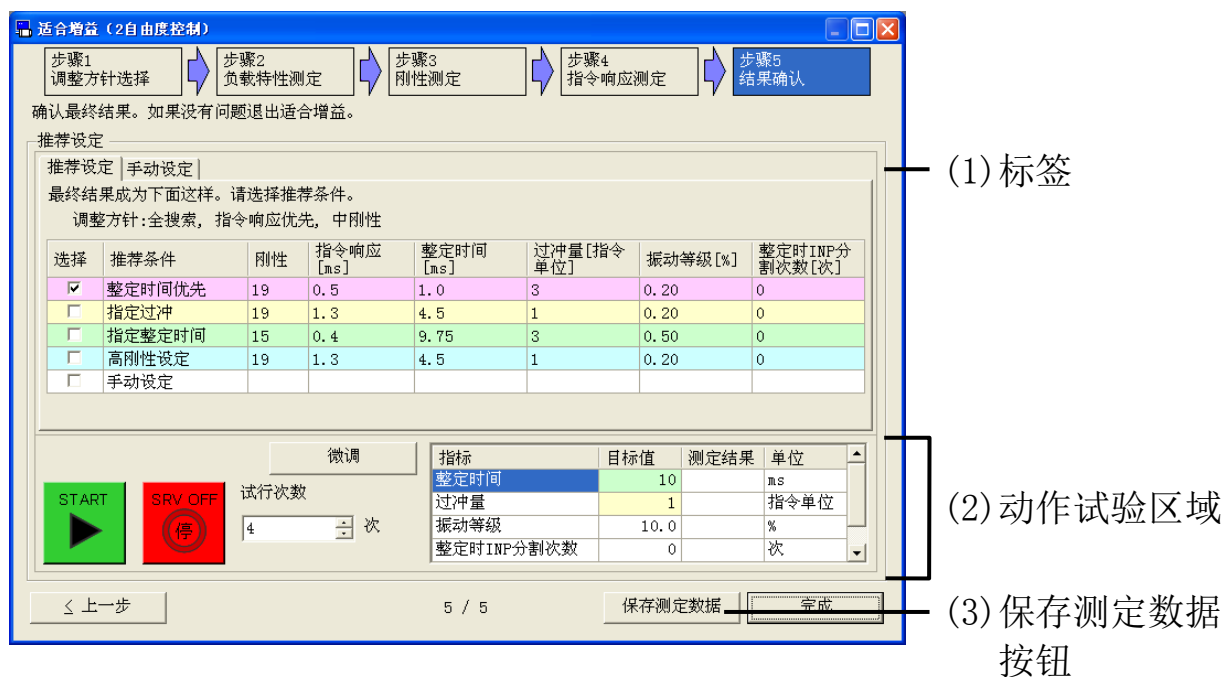 适合增益（2自由度控制）
步骤1
调整方针选择
步骤2
负载特性测定
步骤3
刚性测定
步骤4
指令响应测定
步骤5
结果确认
确认最终结果。如果没有问题退出适合增益。
推荐设定
推荐设定 手动设定
最终结果成为下面这样。请选择推荐条件。
调整方针:全搜索, 指令响应优先, 中刚性
选择 推荐条件 刚性 指令响应[ms] 整定时间[ms] 过冲量[指令单位] 振动等级[%] 整定时INP分割次数[次]
整定时间优先 19 0.5 1.0 3 0.20 0
指定过冲 19 1.3 4.5 1 0.20 0
指定整定时间 15 0.4 9.75 3 0.50 0
高刚性设定 19 1.3 4.5 1 0.20 0
手动设定
微调
START
SRV OFF
停
试行次数
4 次
指标 目标值 测定结果 单位
整定时间 10 ms
过冲量 1 指令单位
振动等级 10.0 %
整定时INP分割次数 0 次
< 上一步
5 / 5
保存测定数据
完成
(1)标签
(2)动作试验区域
(3)保存测定数据
按钮